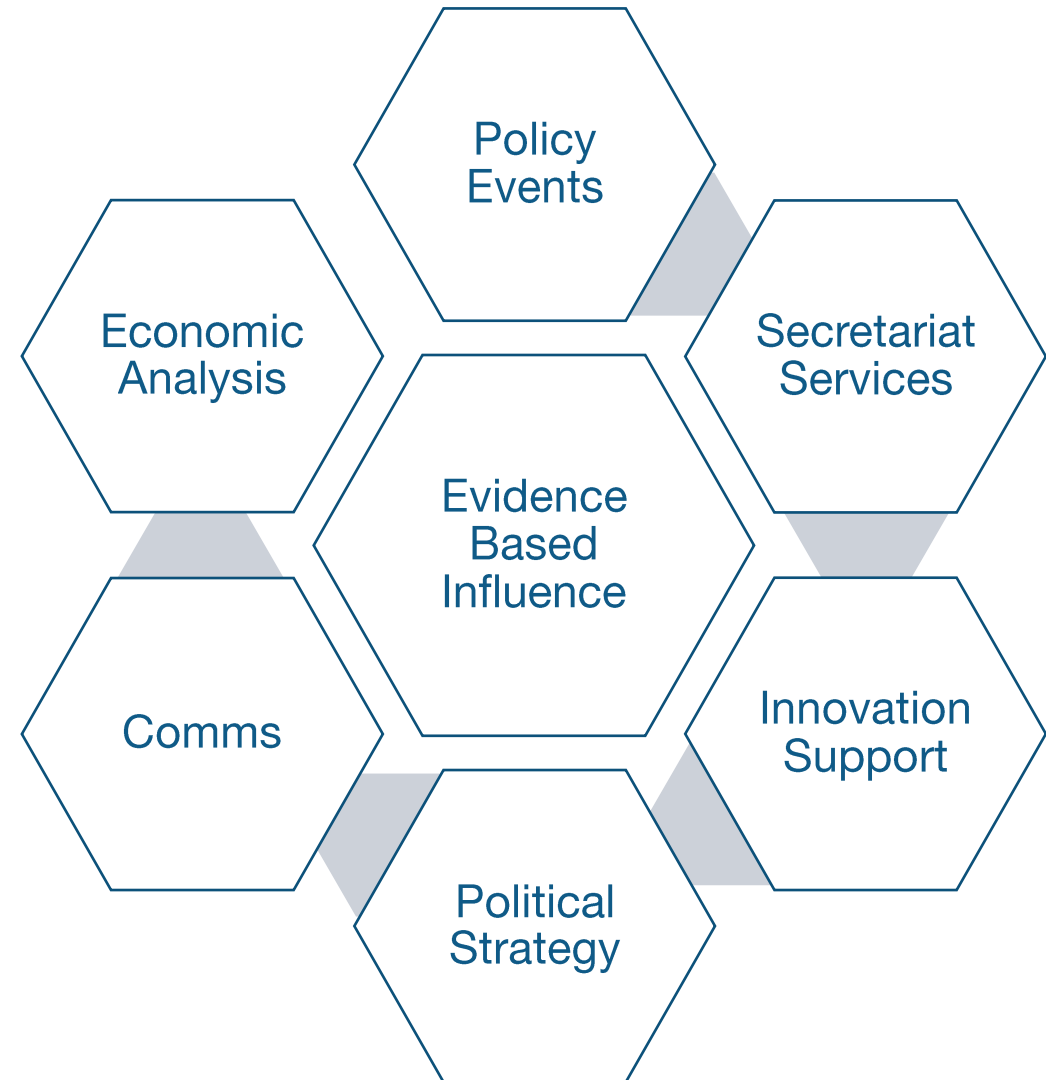 Policy
Events
Economic
Analysis
Secretariat
Services
Evidence
Based
Influence
Comms
Innovation
Support
Political
Strategy